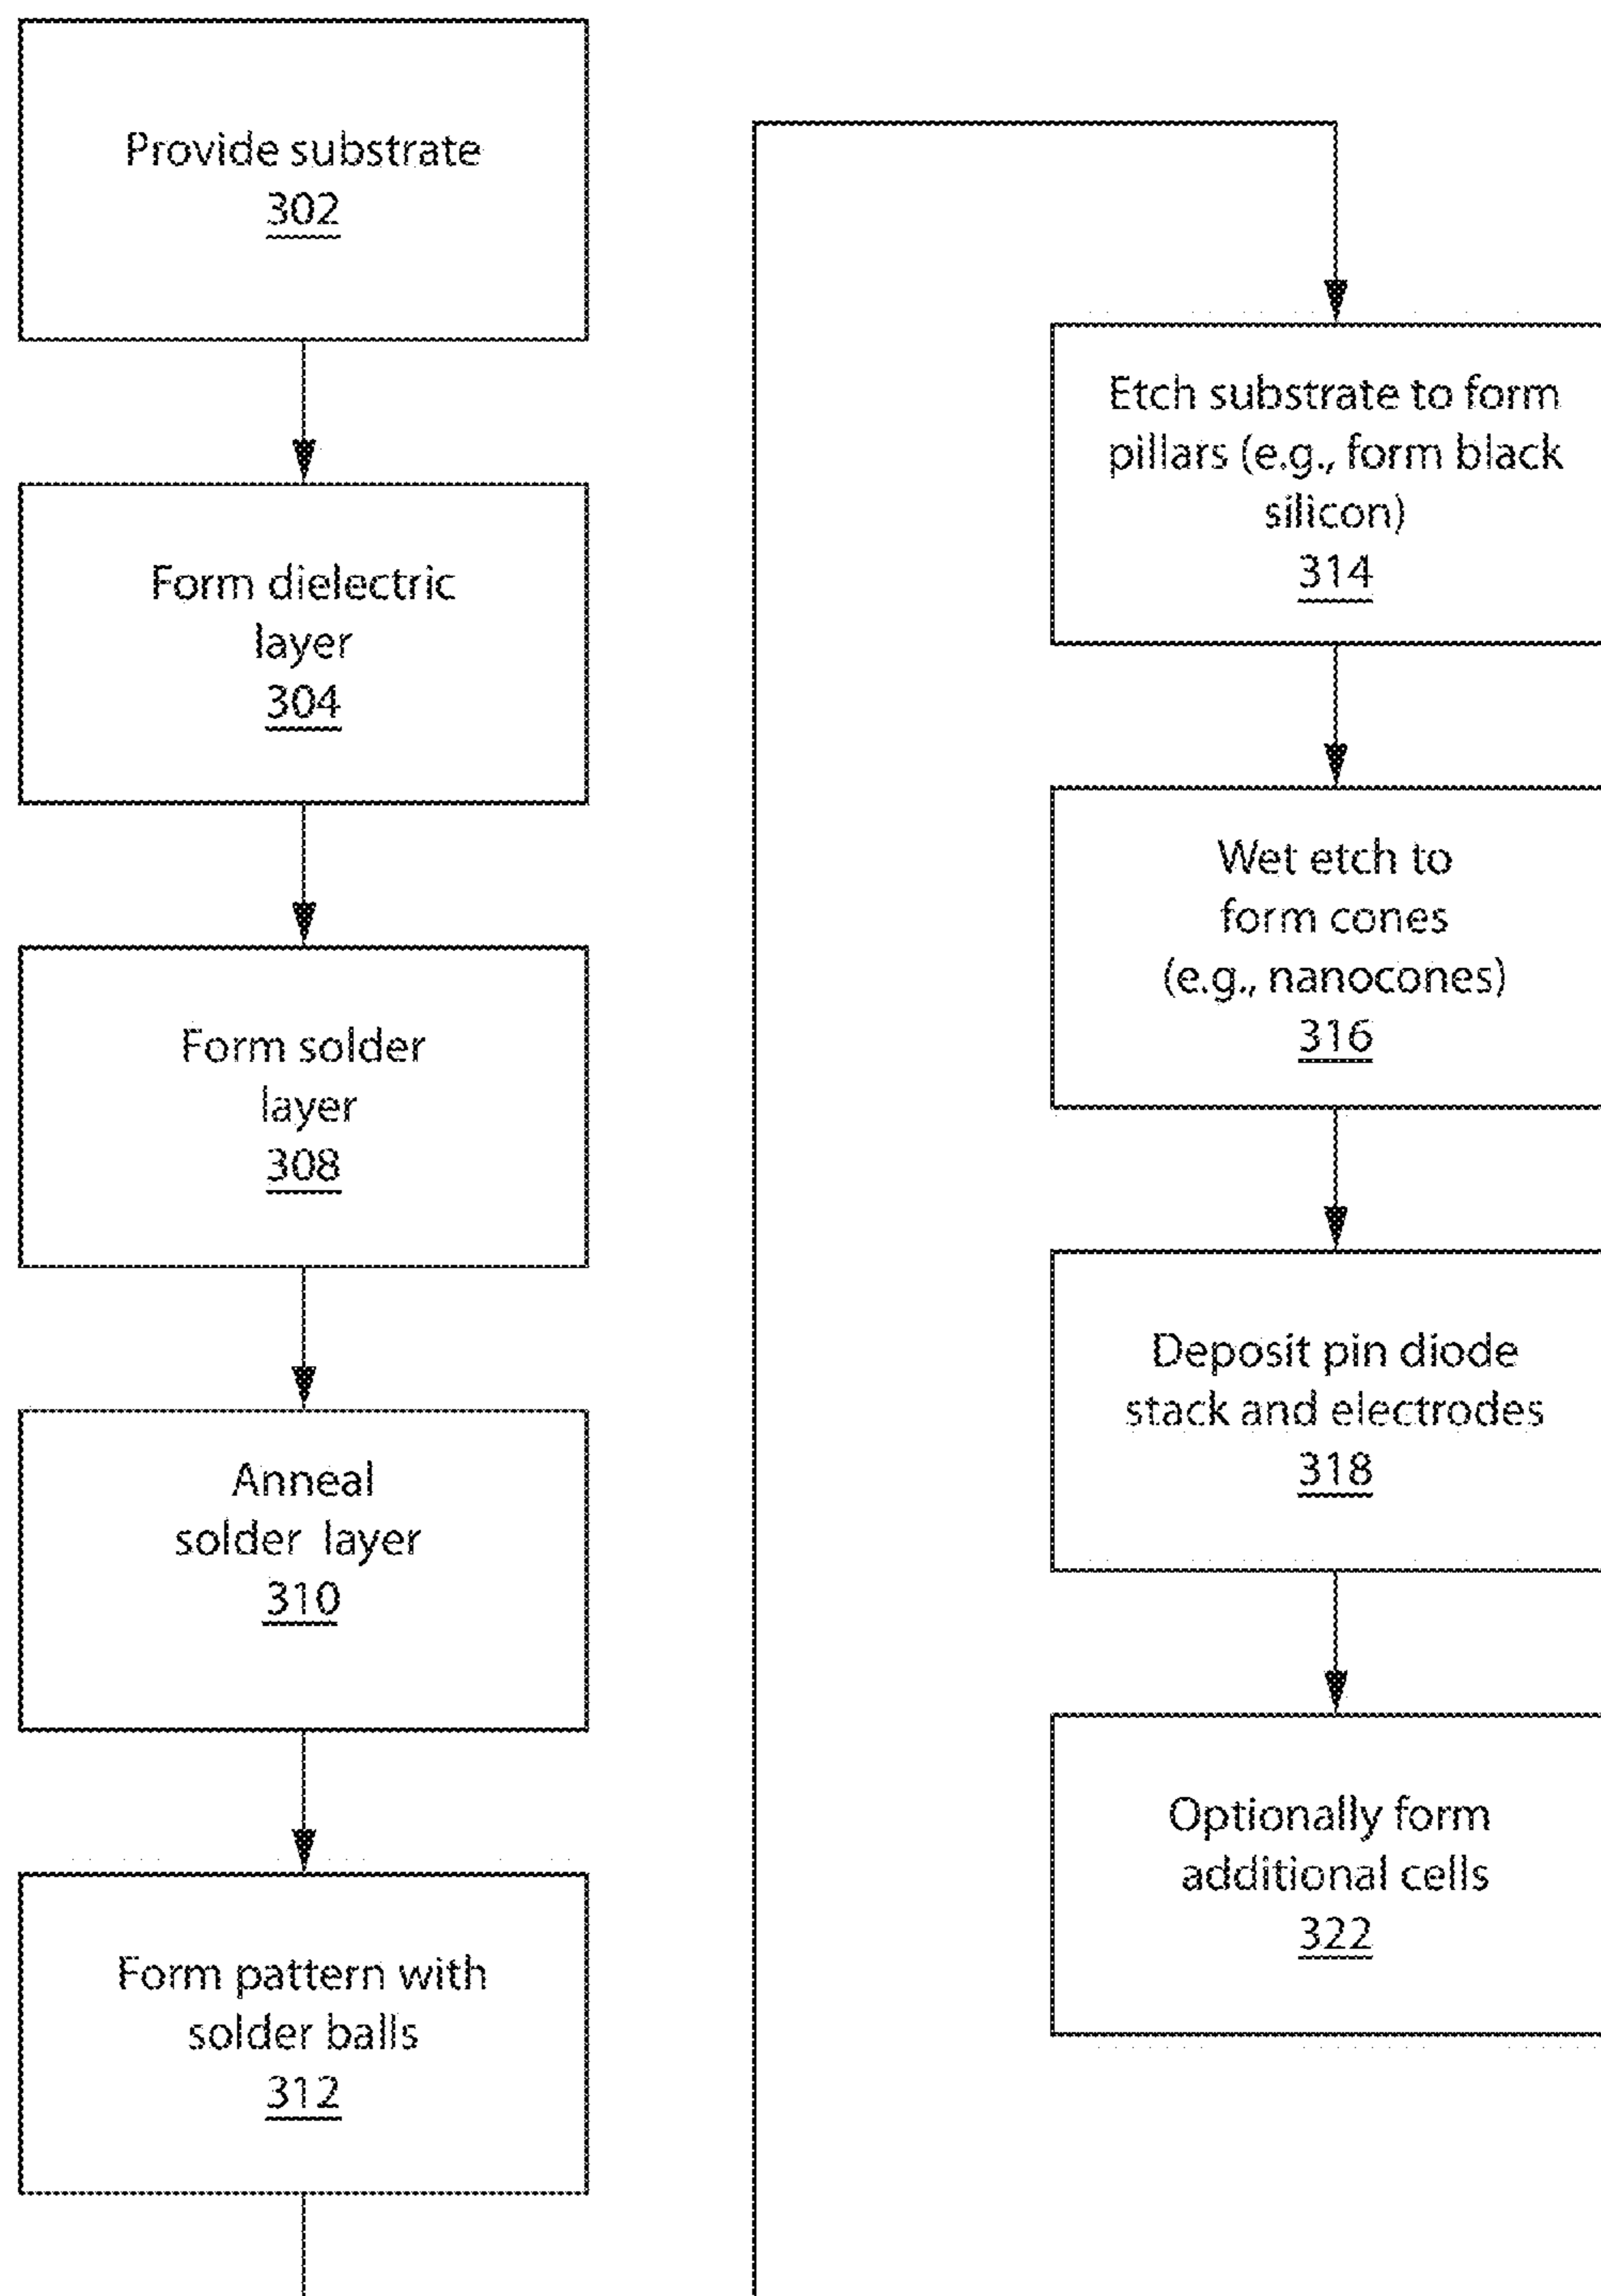 Provide substrate
302
Form dielectric
layer
304
Form solder
layer
308
Anneal
solder layer
310
Form pattern with
solder balls
312
Etch substrate to form
pillars (e.g., form black
silicon)
314
Wet etch to
form cones
(e.g., nanocones)
316
Deposit pin diode
stack and electrodes
318
Optionally form
additional cells
322